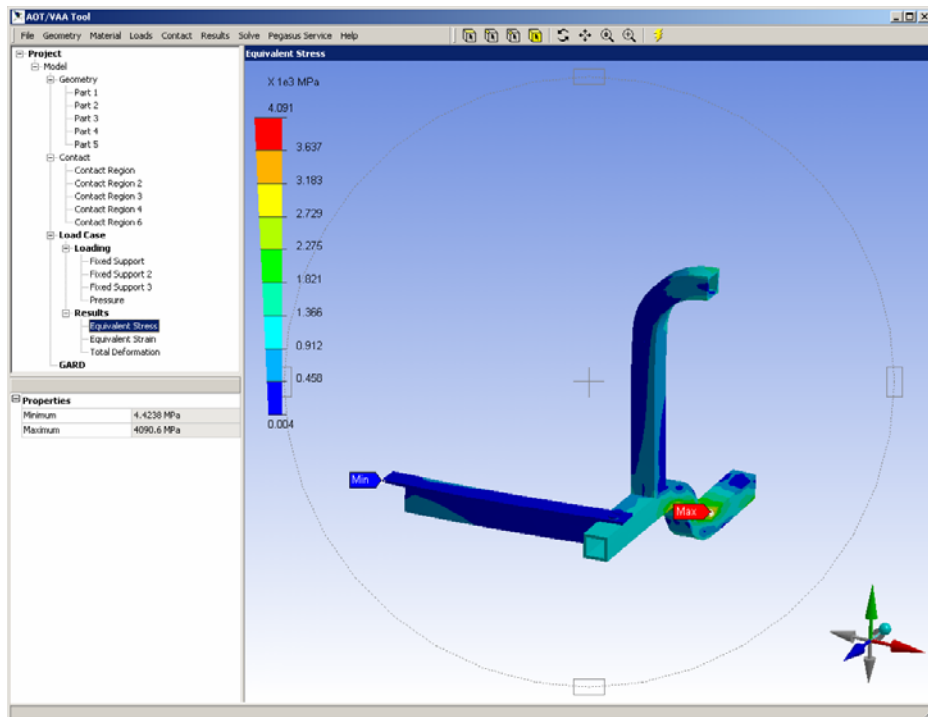 AOT/VAA Tool
File Geometry Material Loads Contact Results Solve Pegasus Service Help
Project
Model
Geometry
Part 1
Part 2
Part 3
Part 4
Part 5
Contact
Contact Region
Contact Region 2
Contact Region 3
Contact Region 4
Contact Region 6
Load Case
Loading
Fixed Support
Fixed Support 2
Fixed Support 3
Pressure
Results
Equivalent Stress
Equivalent Strain
Total Deformation
GARD
Properties
Minimum 4.4238 MPa
Maximum 4090.6 MPa
Equivalent Stress
X 1e3 MPa
4.091
3.637
3.183
2.729
2.275
1.821
1.366
0.912
0.458
0.004
Min
Max